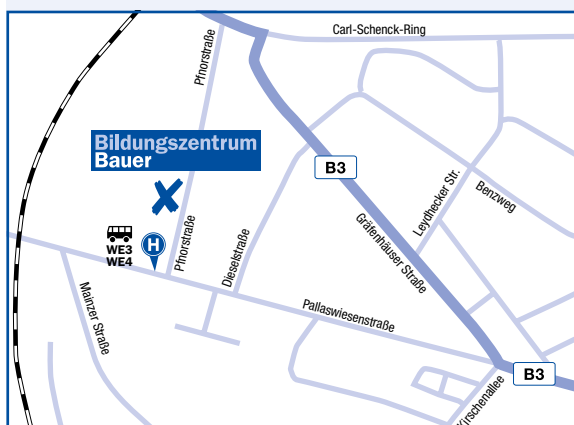 Carl-Schenck-Ring
Pfnorstraße
Bildungszentrum
Bauer
B3
Leydhecker Str.
Benzweg
H
WE3
WE4
Pfnorstraße
Dieselstraße
Gräfenhäuser Straße
Mainzer Straße
Pallaswiesenstraße
B3
Kirschenallee